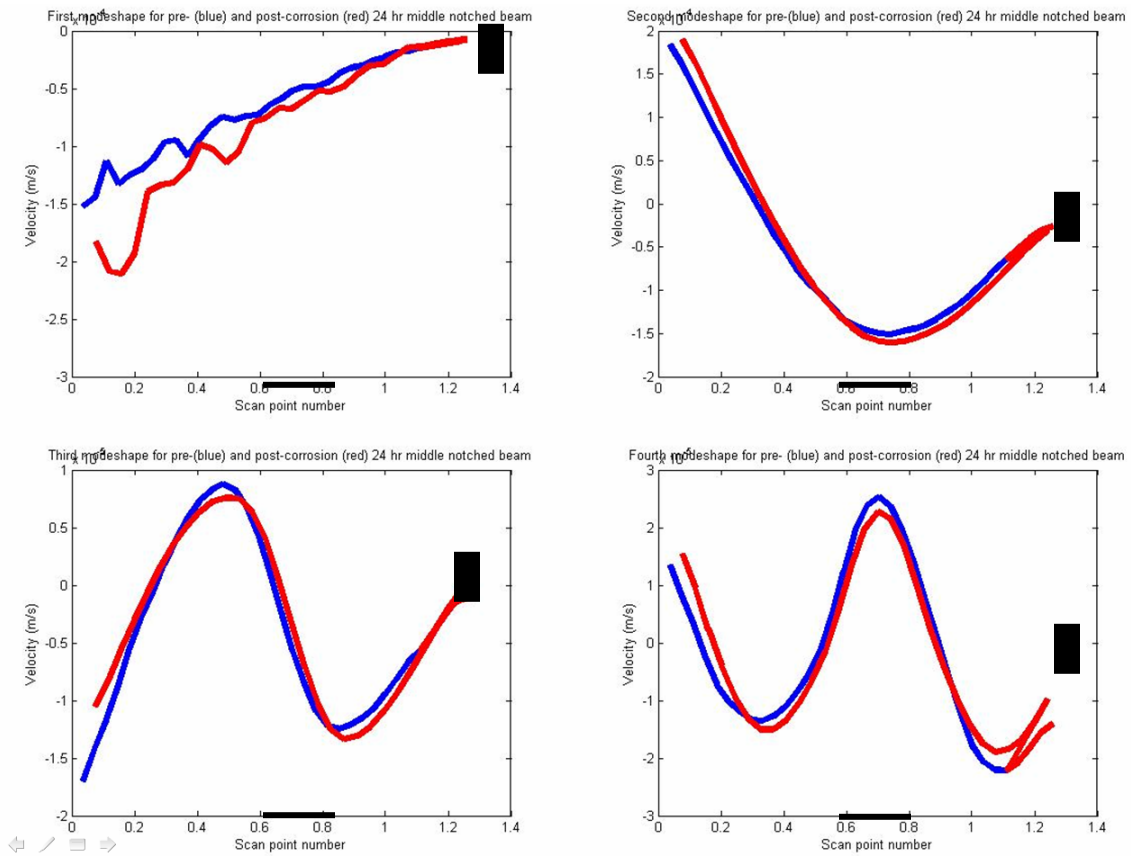 First modeshape for pre- (blue) and post-corrosion (red) 24 hr middle notched beam
0
-0.5
-1
-1.5
-2
-2.5
-3
Velocity (m/s)
0 0.2 0.4 0.6 0.8 1 1.2 1.4
Scan point number
Second modeshape for pre- (blue) and post-corrosion (red) 24 hr middle notched beam
2
1.5
1
0.5
0
-0.5
-1
-1.5
-2
Velocity (m/s)
0 0.2 0.4 0.6 0.8 1 1.2 1.4
Scan point number
Third modeshape for pre-(blue) and post-corrosion (red) 24 hr middle notched beam
1
0.5
0
-0.5
-1
-1.5
-2
Velocity (m/s)
0 0.2 0.4 0.6 0.8 1 1.2 1.4
Scan point number
Fourth modeshape for pre- (blue) and post-corrosion (red) 24 hr middle notched beam
3
2
1
0
-1
-2
-3
Velocity (m/s)
0 0.2 0.4 0.6 0.8 1 1.2 1.4
Scan point number